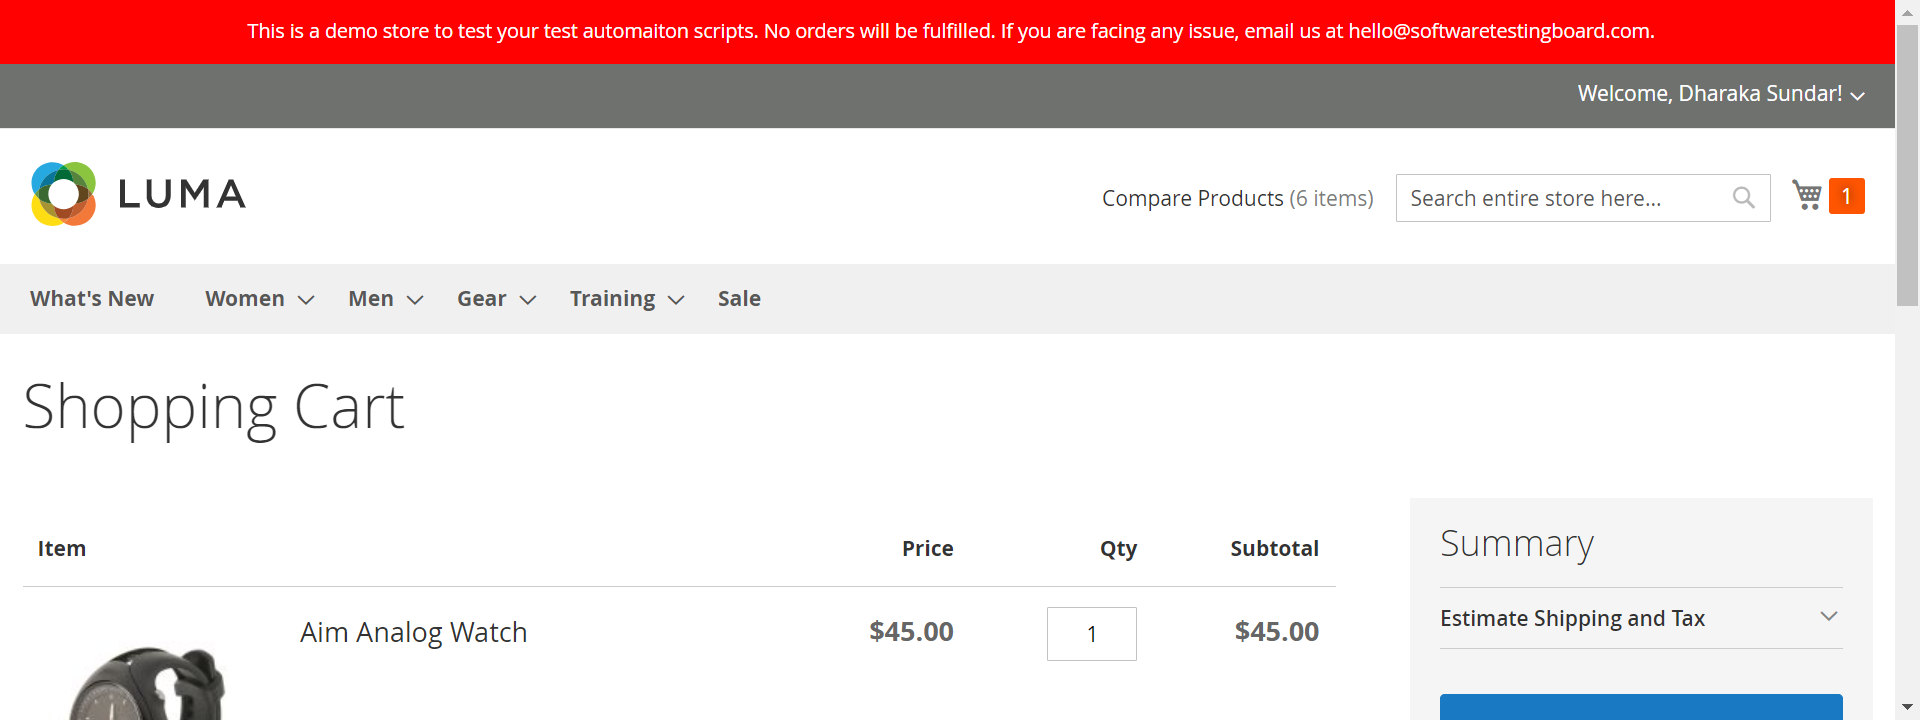 This is a demo store to test your test automaiton scripts. No orders will be fulfilled. If you are facing any issue, email us at hello@softwaretestingboard.com.
Welcome, Dharaka Sundar!
LUMA
Compare Products (6 items)
Search entire store here...
1
What's New Women Men Gear Training Sale
Shopping Cart
Item Price Qty Subtotal
Aim Analog Watch $45.00 1 $45.00
Summary
Estimate Shipping and Tax